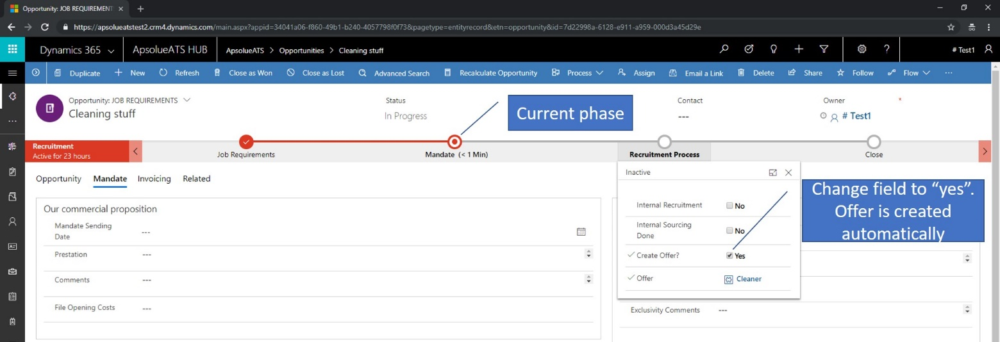 Opportunity: JOB REQUIREMENT
https://apsolueatstest2.crm4.dynamics.com/main.aspx?appid=34041a06-f860-49b1-b240-4057798f0f73&pagetype=entityrecord&etn=opportunity&id=7d22998a-6128-e911-a959-000d3a45d29e
Dynamics 365 ApsolueATS HUB ApsolueATS > Opportunities > Cleaning stuff # Test1
Duplicate New Refresh Close as Won Close as Lost Advanced Search Recalculate Opportunity Process Assign Email a Link Delete Share Follow Flow ...
Opportunity: JOB REQUIREMENTS
Cleaning stuff
Status
In Progress
Current phase
Contact
---
Owner *
# Test1
Recruitment
Active for 23 hours
Job Requirements
Mandate (< 1 Min)
Recruitment Process
Close
Opportunity Mandate Invoicing Related
Our commercial proposition
Mandate Sending
Date ---
Prestation ---
Comments ---
File Opening Costs ---
Inactive
Internal Recruitment No
Internal Sourcing
Done No
Create Offer? Yes
Offer Cleaner
Change field to “yes”.
Offer is created
automatically
Exclusivity Comments ---